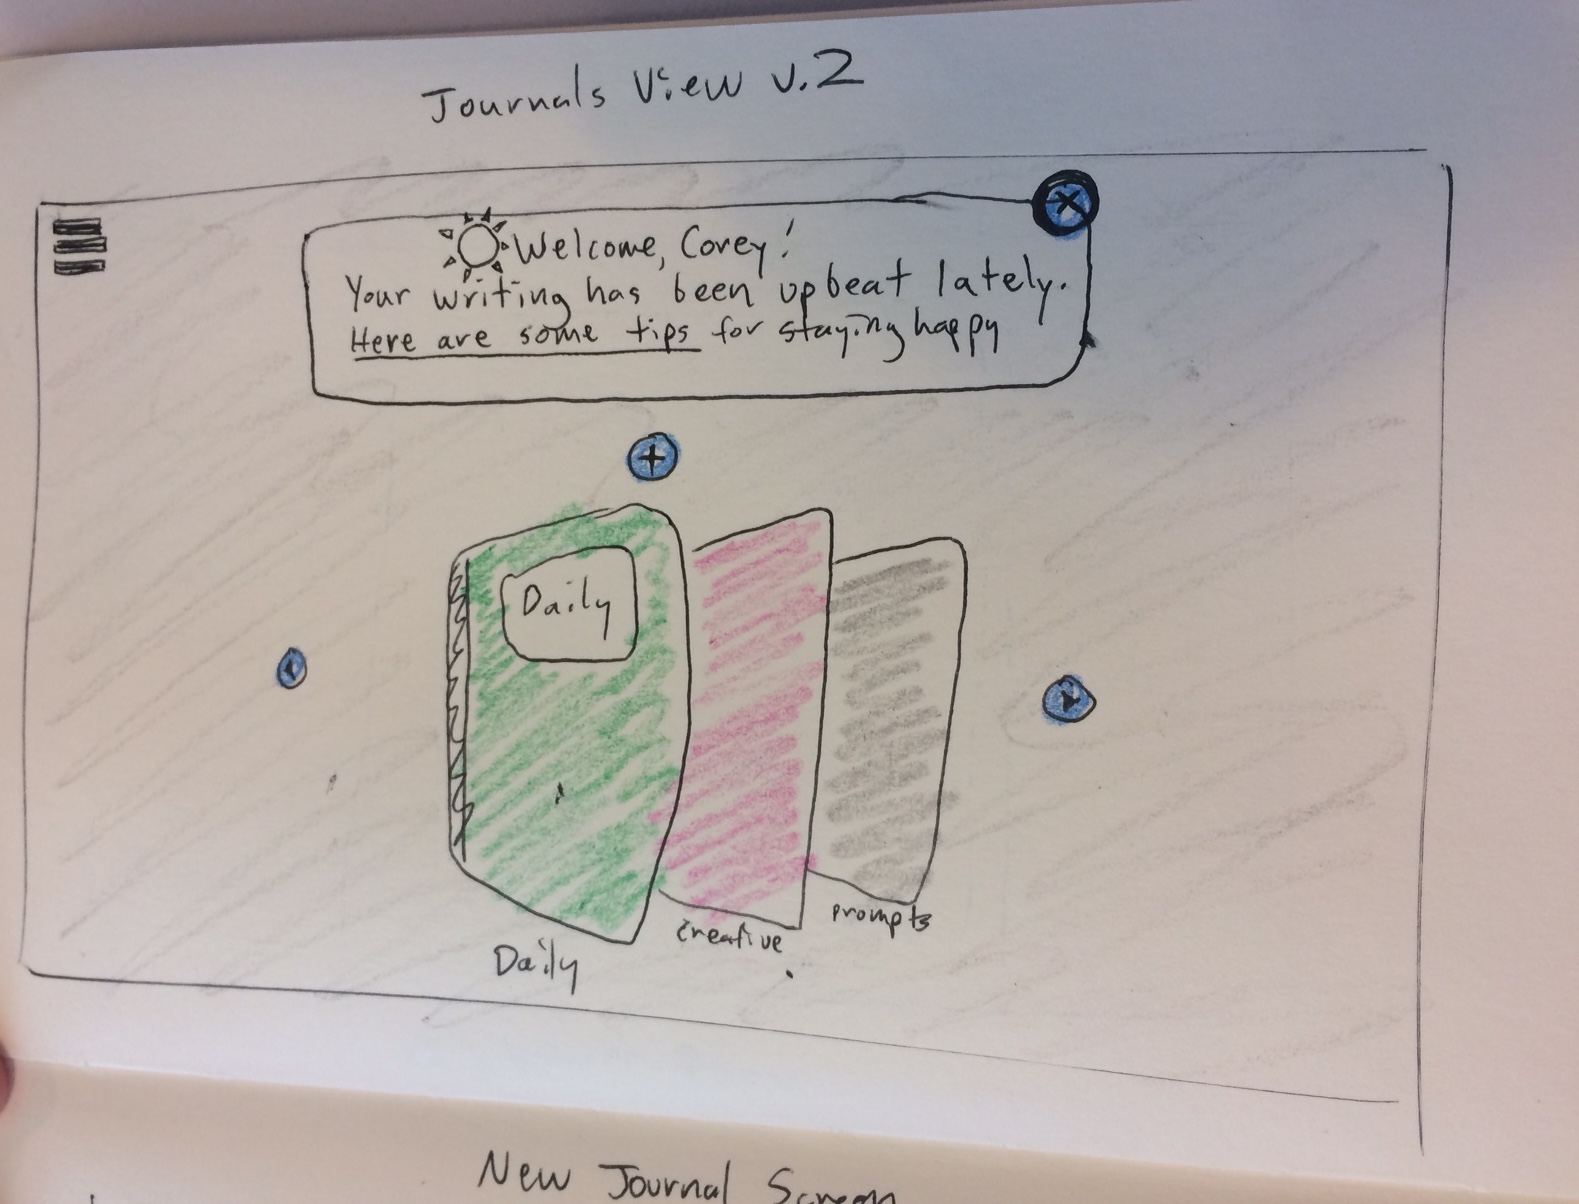 Journals View v.2
Welcome, Corey!
Your writing has been upbeat lately.
Here are some tips for staying happy
Daily
Daily
creative
prompts
New Journal Screen